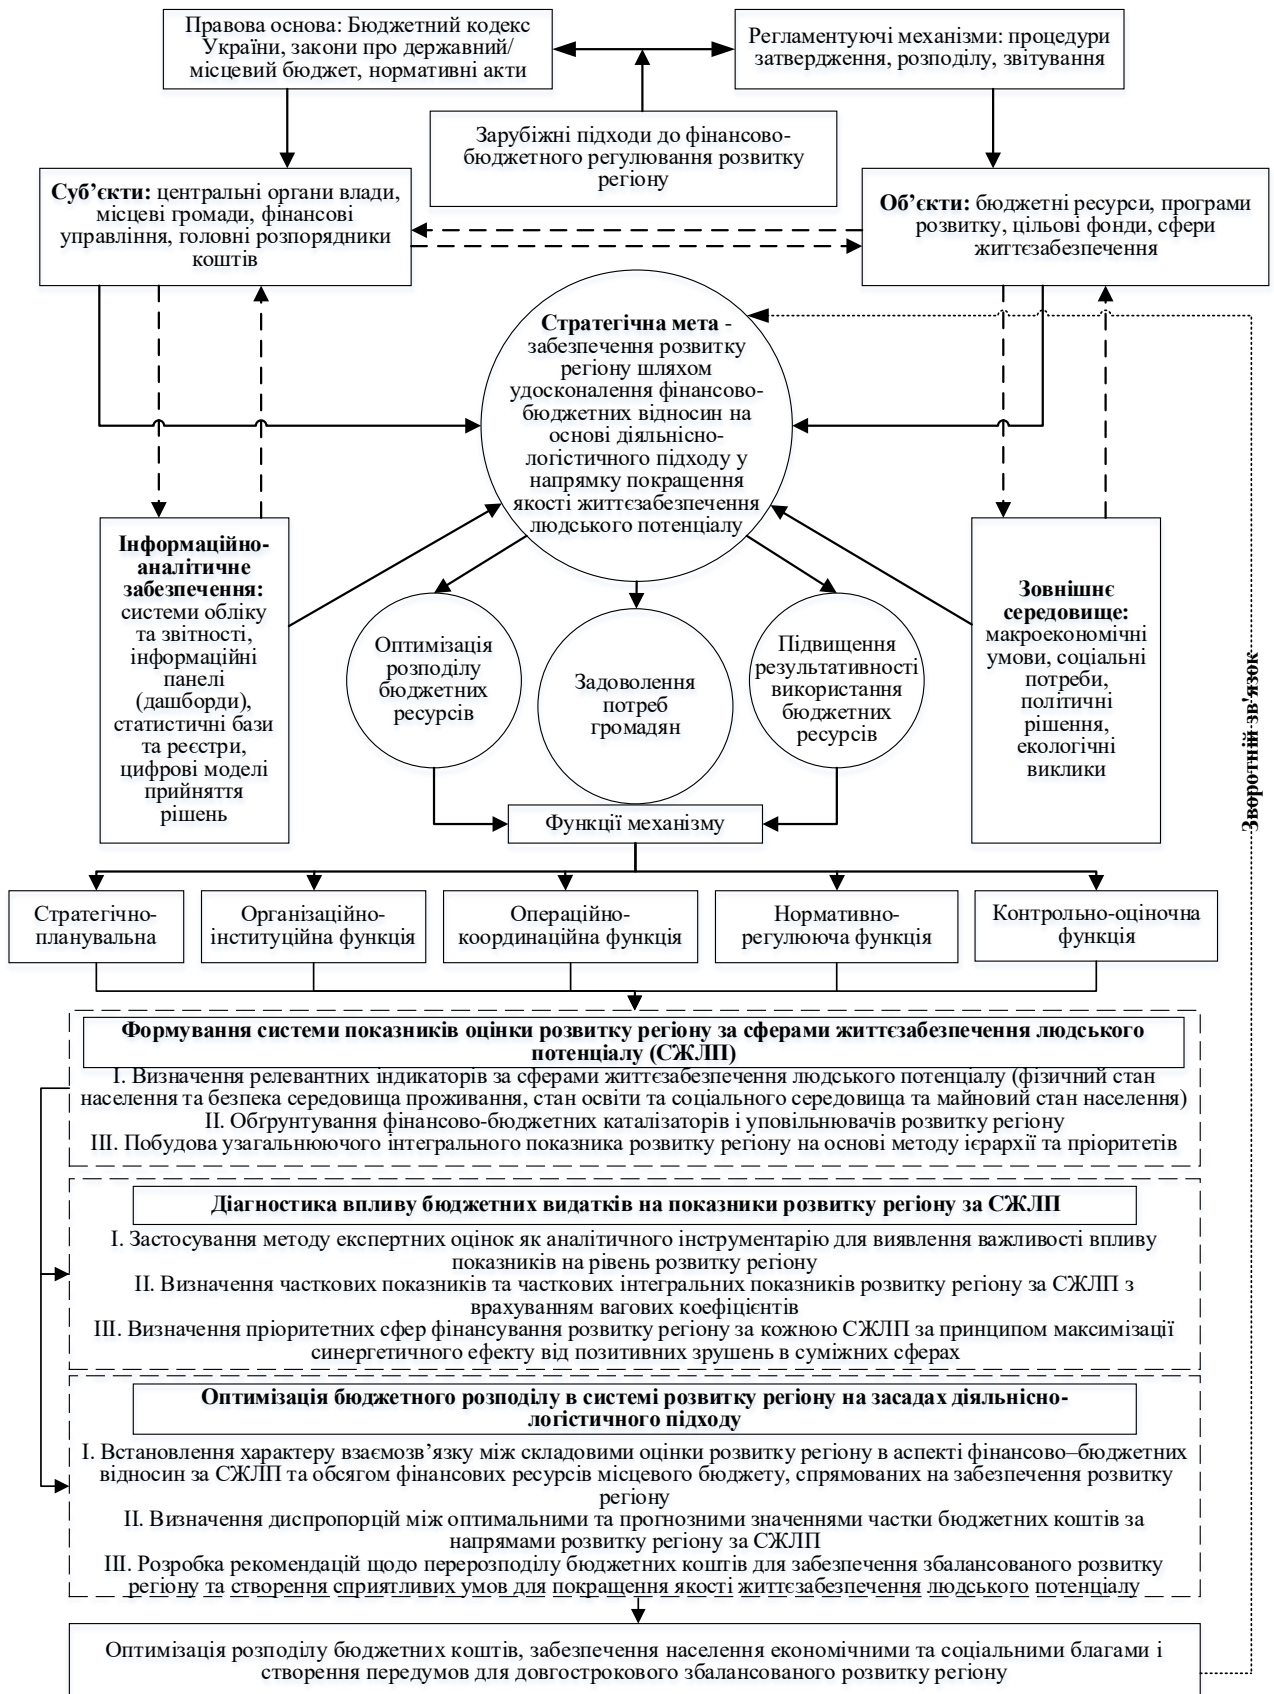 Правова основа: Бюджетний кодекс
України, закони про державний/
місцевий бюджет, нормативні акти
Регламентуючі механізми: процедури
затвердження, розподілу, звітування
Зарубіжні підходи до фінансово-
бюджетного регулювання розвитку
регіону
Суб’єкти: центральні органи влади,
місцеві громади, фінансові
управління, головні розпорядники
коштів
Об’єкти: бюджетні ресурси, програми
розвитку, цільові фонди, сфери
життєзабезпечення
Стратегічна мета -
забезпечення розвитку
регіону шляхом
удосконалення фінансово-
бюджетних відносин на
основі діяльнісно-
логістичного підходу у
напрямку покращення
якості життєзабезпечення
людського потенціалу
Інформаційно-
аналітичне
забезпечення:
системи обліку
та звітності,
інформаційні
панелі
(дашборди),
статистичні бази
та реєстри,
цифрові моделі
прийняття
рішень
Оптимізація
розподілу
бюджетних
ресурсів
Задоволення
потреб
громадян
Підвищення
результативності
використання
бюджетних
ресурсів
Зовнішнє
середовище:
макроекономічні
умови, соціальні
потреби,
політичні
рішення,
екологічні
виклики
Зворотній зв'язок
Функції механізму
Стратегічно-
планувальна
Організаційно-
інституційна функція
Операційно-
координаційна функція
Нормативно-
регулююча функція
Контрольно-оціночна
функція
Формування системи показників оцінки розвитку регіону за сферами життєзабезпечення людського
потенціалу (СЖЛП)
І. Визначення релевантних індикаторів за сферами життєзабезпечення людського потенціалу (фізичний стан
населення та безпека середовища проживання, стан освіти та соціального середовища та майновий стан населення)
ІІ. Обґрунтування фінансово-бюджетних каталізаторів і уповільнювачів розвитку регіону
ІІІ. Побудова узагальнюючого інтегрального показника розвитку регіону на основі методу ієрархії та пріоритетів
Діагностика впливу бюджетних видатків на показники розвитку регіону за СЖЛП
І. Застосування методу експертних оцінок як аналітичного інструментарію для виявлення важливості впливу
показників на рівень розвитку регіону
ІІ. Визначення часткових показників та часткових інтегральних показників розвитку регіону за СЖЛП з
врахуванням вагових коефіцієнтів
ІІІ. Визначення пріоритетних сфер фінансування розвитку регіону за кожною СЖЛП за принципом максимізації
синергетичного ефекту від позитивних зрушень в суміжних сферах
Оптимізація бюджетного розподілу в системі розвитку регіону на засадах діяльнісно-
логістичного підходу
І. Встановлення характеру взаємозв’язку між складовими оцінки розвитку регіону в аспекті фінансово–бюджетних
відносин за СЖЛП та обсягом фінансових ресурсів місцевого бюджету, спрямованих на забезпечення розвитку
регіону
ІІ. Визначення диспропорцій між оптимальними та прогнозними значеннями частки бюджетних коштів за
напрямами розвитку регіону за СЖЛП
ІІІ. Розробка рекомендацій щодо перерозподілу бюджетних коштів для забезпечення збалансованого розвитку
регіону та створення сприятливих умов для покращення якості життєзабезпечення людського потенціалу
Оптимізація розподілу бюджетних коштів, забезпечення населення економічними та соціальними благами і
створення передумов для довгострокового збалансованого розвитку регіону